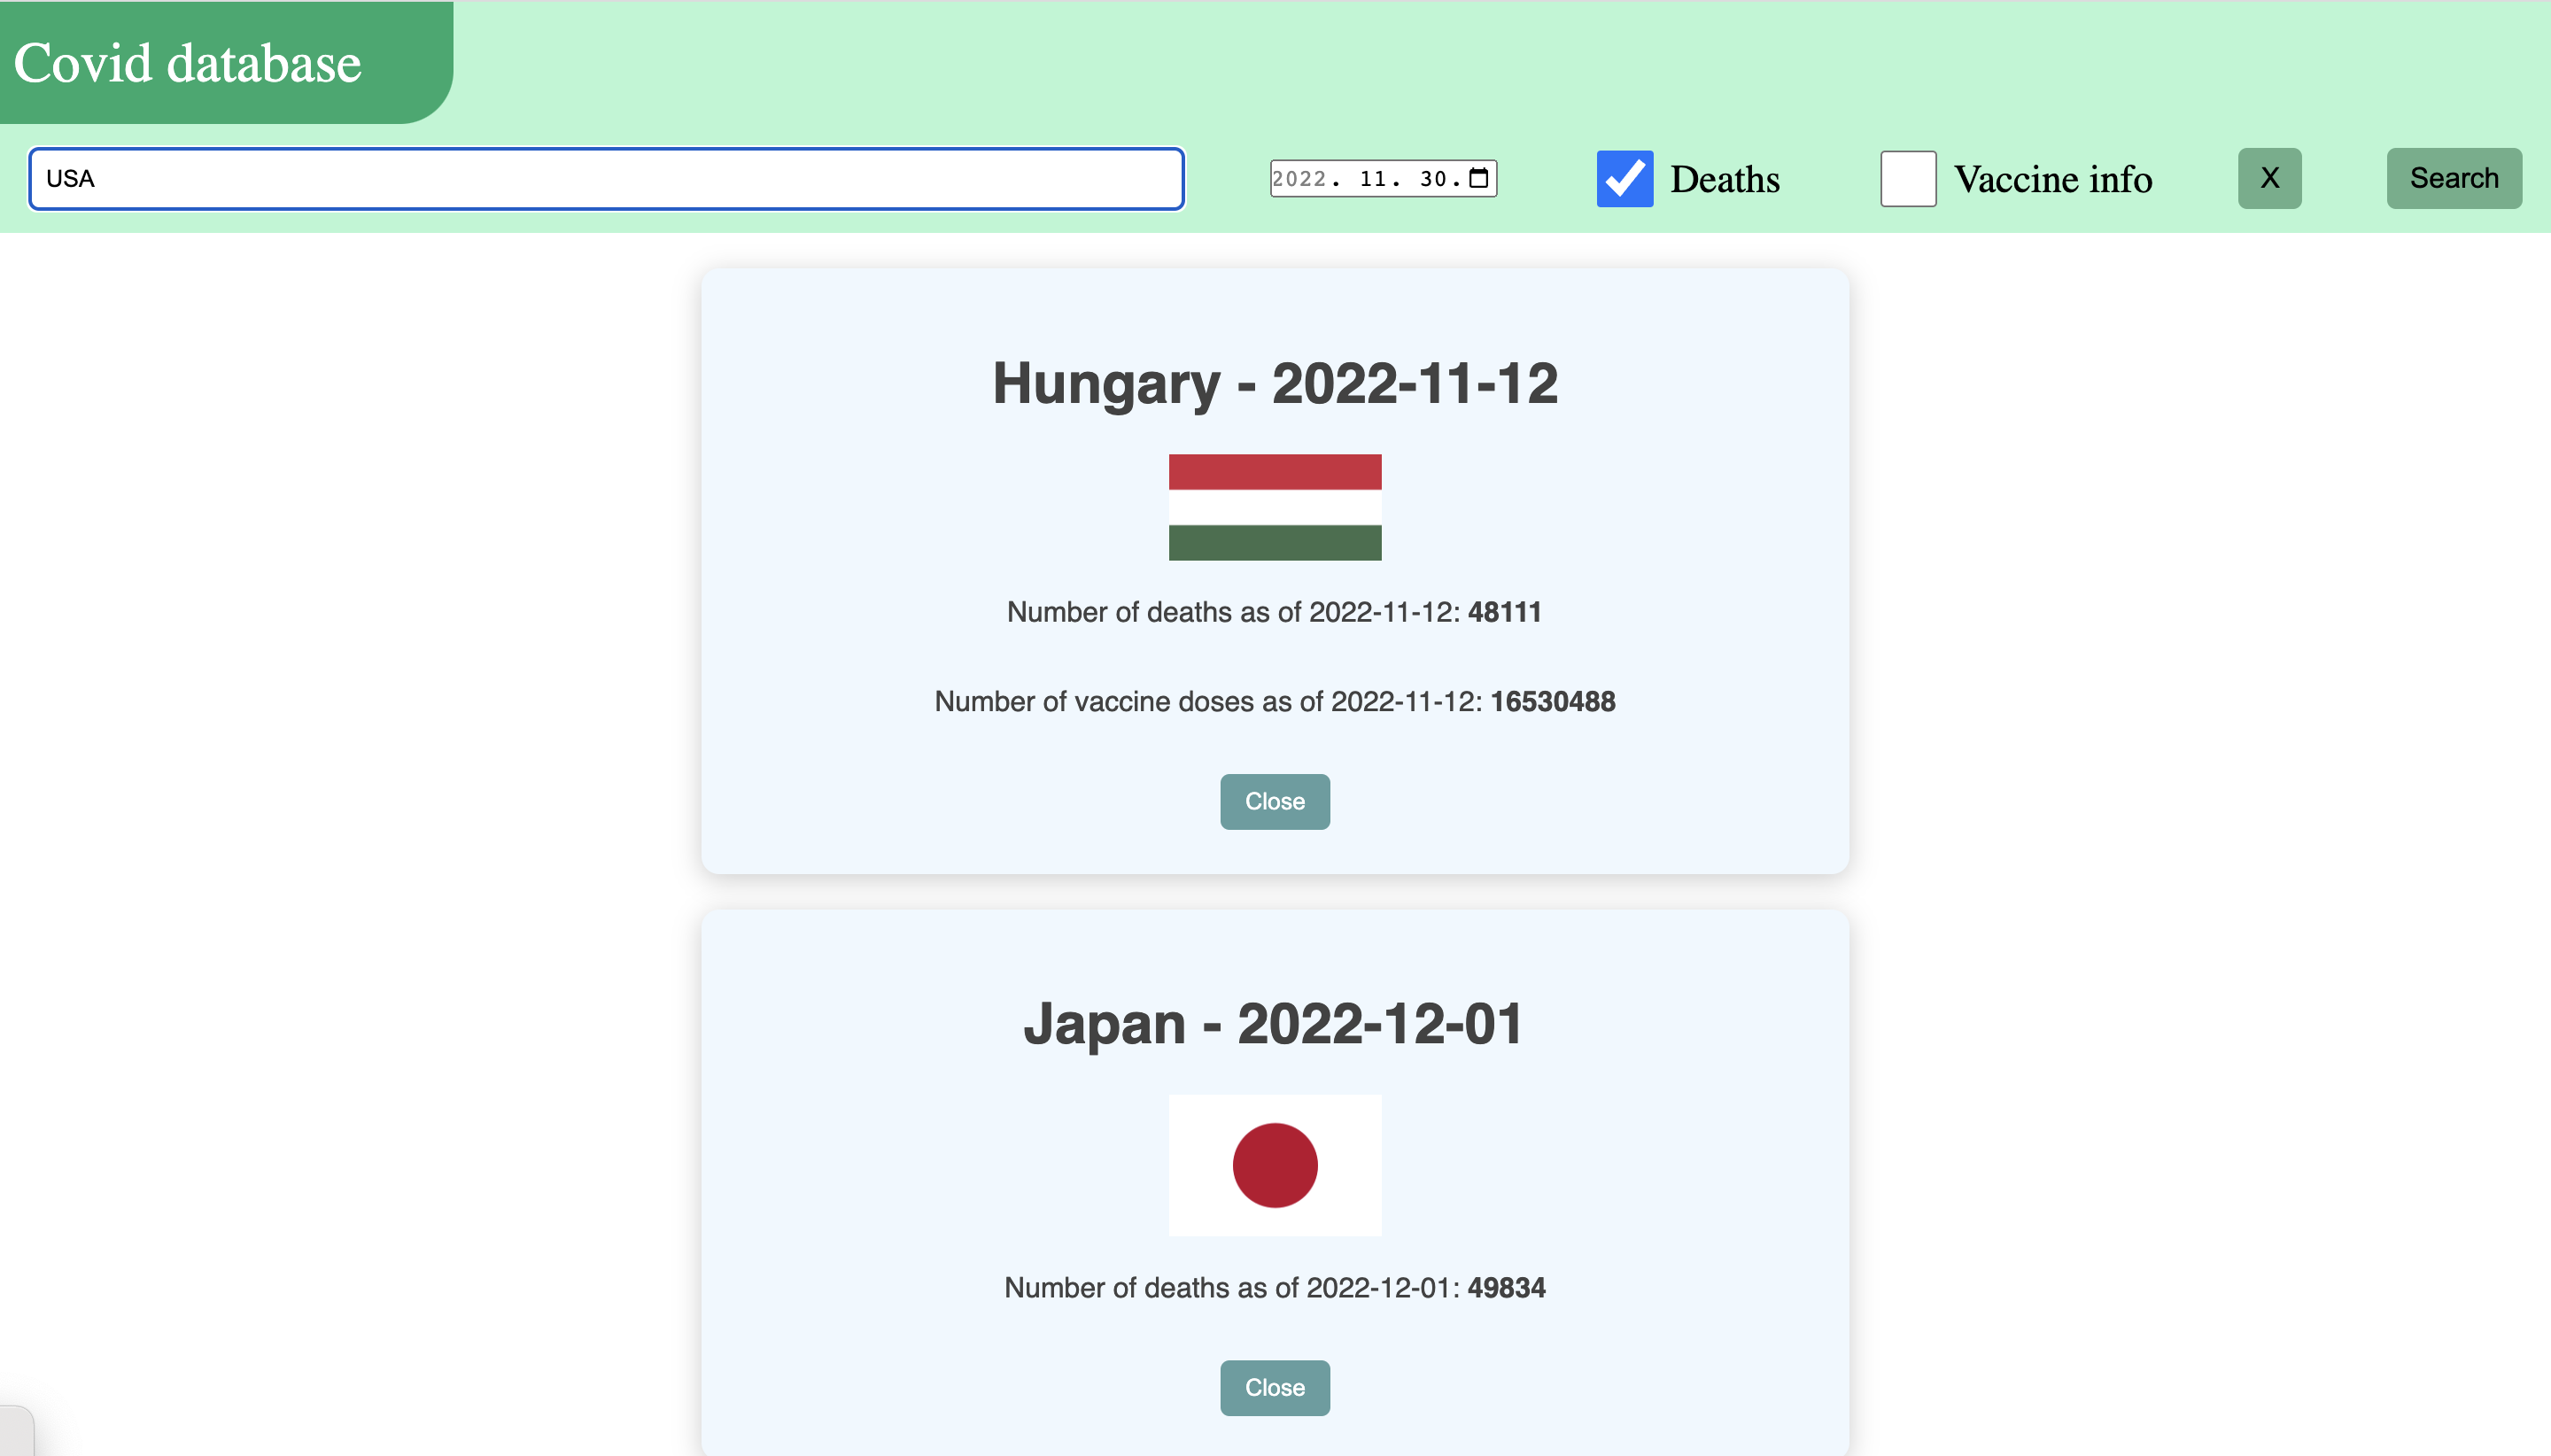 Covid database
USA 2022. 11. 30. Deaths Vaccine info X Search
Hungary - 2022-11-12
Number of deaths as of 2022-11-12: 48111
Number of vaccine doses as of 2022-11-12: 16530488
Close
Japan - 2022-12-01
Number of deaths as of 2022-12-01: 49834
Close